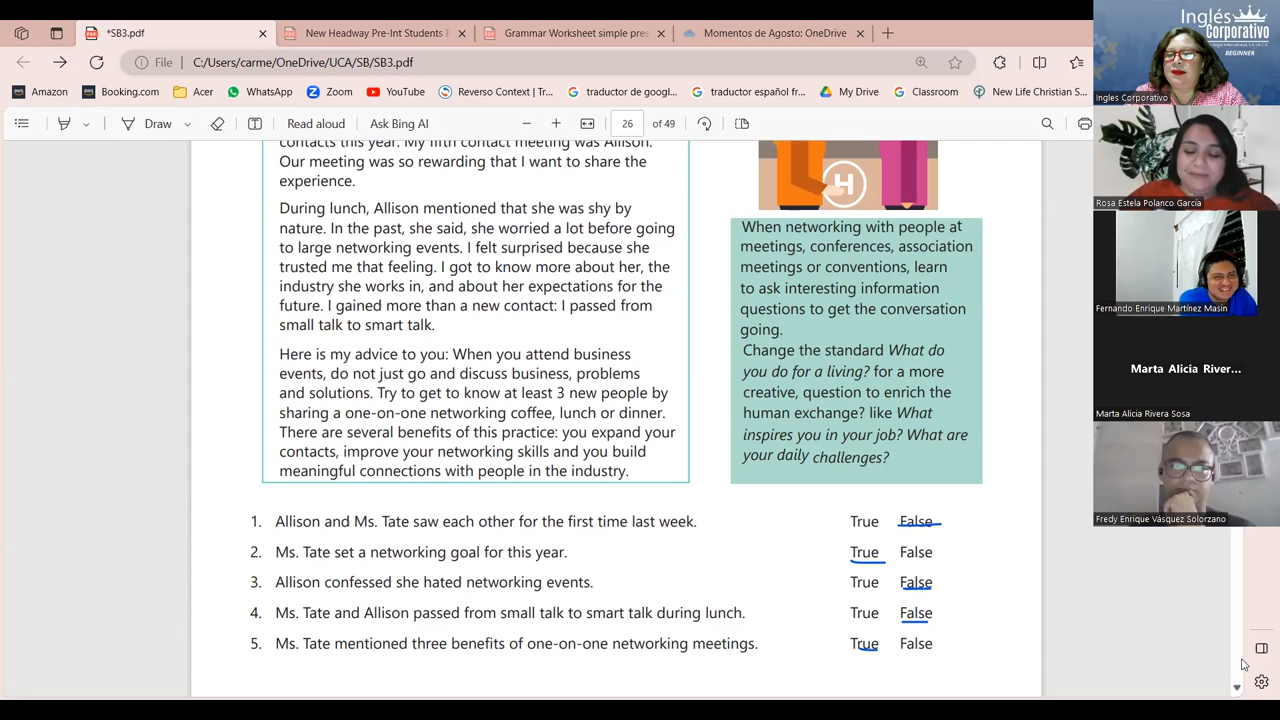 *SB3.pdf
New Headway Pre-Int Students B
Grammar Worksheet simple pres
Momentos de Agosto: OneDrive
File
C:/Users/carme/OneDrive/UCA/SB/SB3.pdf
Amazon
Booking.com
Acer
WhatsApp
Zoom
YouTube
Reverso Context | Tr...
traductor de googl...
traductor español fr...
My Drive
Classroom
New Life Christian S...
Draw
Read aloud
Ask Bing AI
26
of 49
contacts this year. My fifth contact meeting was Allison.
Our meeting was so rewarding that I want to share the
experience.
During lunch, Allison mentioned that she was shy by
nature. In the past, she said, she worried a lot before going
to large networking events. I felt surprised because she
trusted me that feeling. I got to know more about her, the
industry she works in, and about her expectations for the
future. I gained more than a new contact: I passed from
small talk to smart talk.
Here is my advice to you: When you attend business
events, do not just go and discuss business, problems
and solutions. Try to get to know at least 3 new people by
sharing a one-on-one networking coffee, lunch or dinner.
There are several benefits of this practice: you expand your
contacts, improve your networking skills and you build
meaningful connections with people in the industry.
H
When networking with people at
meetings, conferences, association
meetings or conventions, learn
to ask interesting information
questions to get the conversation
going.
Change the standard What do
you do for a living? for a more
creative, question to enrich the
human exchange? like What
inspires you in your job? What are
your daily challenges?
1. Allison and Ms. Tate saw each other for the first time last week. True False
2. Ms. Tate set a networking goal for this year. True False
3. Allison confessed she hated networking events. True False
4. Ms. Tate and Allison passed from small talk to smart talk during lunch. True False
5. Ms. Tate mentioned three benefits of one-on-one networking meetings. True False
Inglés
Corporativo
BEGINNER
Ingles Corporativo
Rosa Estela Polanco García
Fernando Enrique Martínez Masin
Marta Alicia River...
Marta Alicia Rivera Sosa
Fredy Enrique Vásquez Solorzano